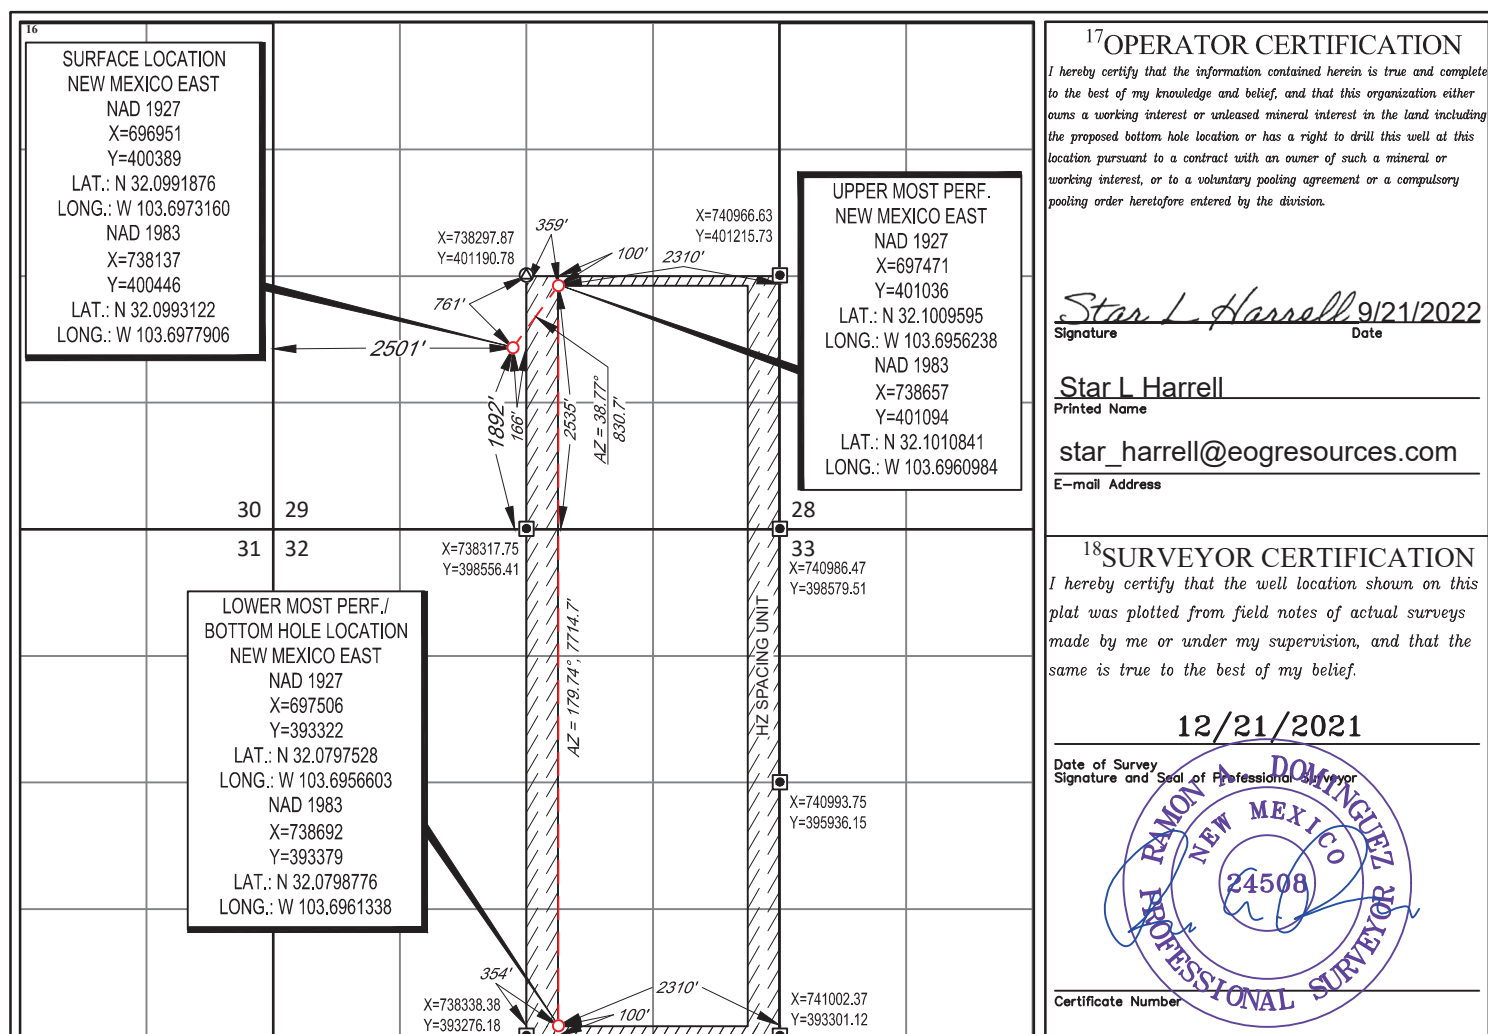 16
SURFACE LOCATION
NEW MEXICO EAST
NAD 1927
X=696951
Y=400389
LAT.: N 32.0991876
LONG.: W 103.6973160
NAD 1983
X=738137
Y=400446
LAT.: N 32.0993122
LONG.: W 103.6977906
UPPER MOST PERF.
NEW MEXICO EAST
NAD 1927
X=697471
Y=401036
LAT.: N 32.1009595
LONG.: W 103.6956238
NAD 1983
X=738657
Y=401094
LAT.: N 32.1010841
LONG.: W 103.6960984
X=738297.87
Y=401190.78
359'
100'
2310'
X=740966.63
Y=401215.73
761'
2501'
1892'
166'
2535'
AZ = 38.77°
830.7'
30 29
31 32
28
33
X=738317.75
Y=398556.41
X=740986.47
Y=398579.51
LOWER MOST PERF./
BOTTOM HOLE LOCATION
NEW MEXICO EAST
NAD 1927
X=697506
Y=393322
LAT.: N 32.0797528
LONG.: W 103.6956603
NAD 1983
X=738692
Y=393379
LAT.: N 32.0798776
LONG.: W 103.6961338
AZ = 179.74°, 7714.7'
HZ SPACING UNIT
X=740993.75
Y=395936.15
354'
X=738338.38
Y=393276.18
100'
2310'
X=741002.37
Y=393301.12
17OPERATOR CERTIFICATION
I hereby certify that the information contained herein is true and complete
to the best of my knowledge and belief, and that this organization either
owns a working interest or unleased mineral interest in the land including
the proposed bottom hole location or has a right to drill this well at this
location pursuant to a contract with an owner of such a mineral or
working interest, or to a voluntary pooling agreement or a compulsory
pooling order heretofore entered by the division.
Star L Harrell 9/21/2022
Signature Date
Star L Harrell
Printed Name
star_harrell@eogresources.com
E-mail Address
18SURVEYOR CERTIFICATION
I hereby certify that the well location shown on this
plat was plotted from field notes of actual surveys
made by me or under my supervision, and that the
same is true to the best of my belief.
12/21/2021
Date of Survey
Signature and Seal of Professional Surveyor
RAMON A. DOMINGUEZ
NEW MEXICO
24508
PROFESSIONAL SURVEYOR
Certificate Number